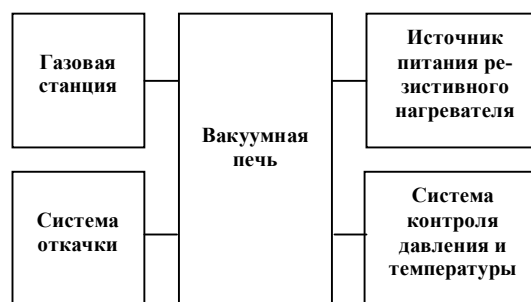 Газовая
станция
Система
откачки
Вакуумная
печь
Источник
питания ре-
зистивного
нагревателя
Система
контроля
давления и
температуры